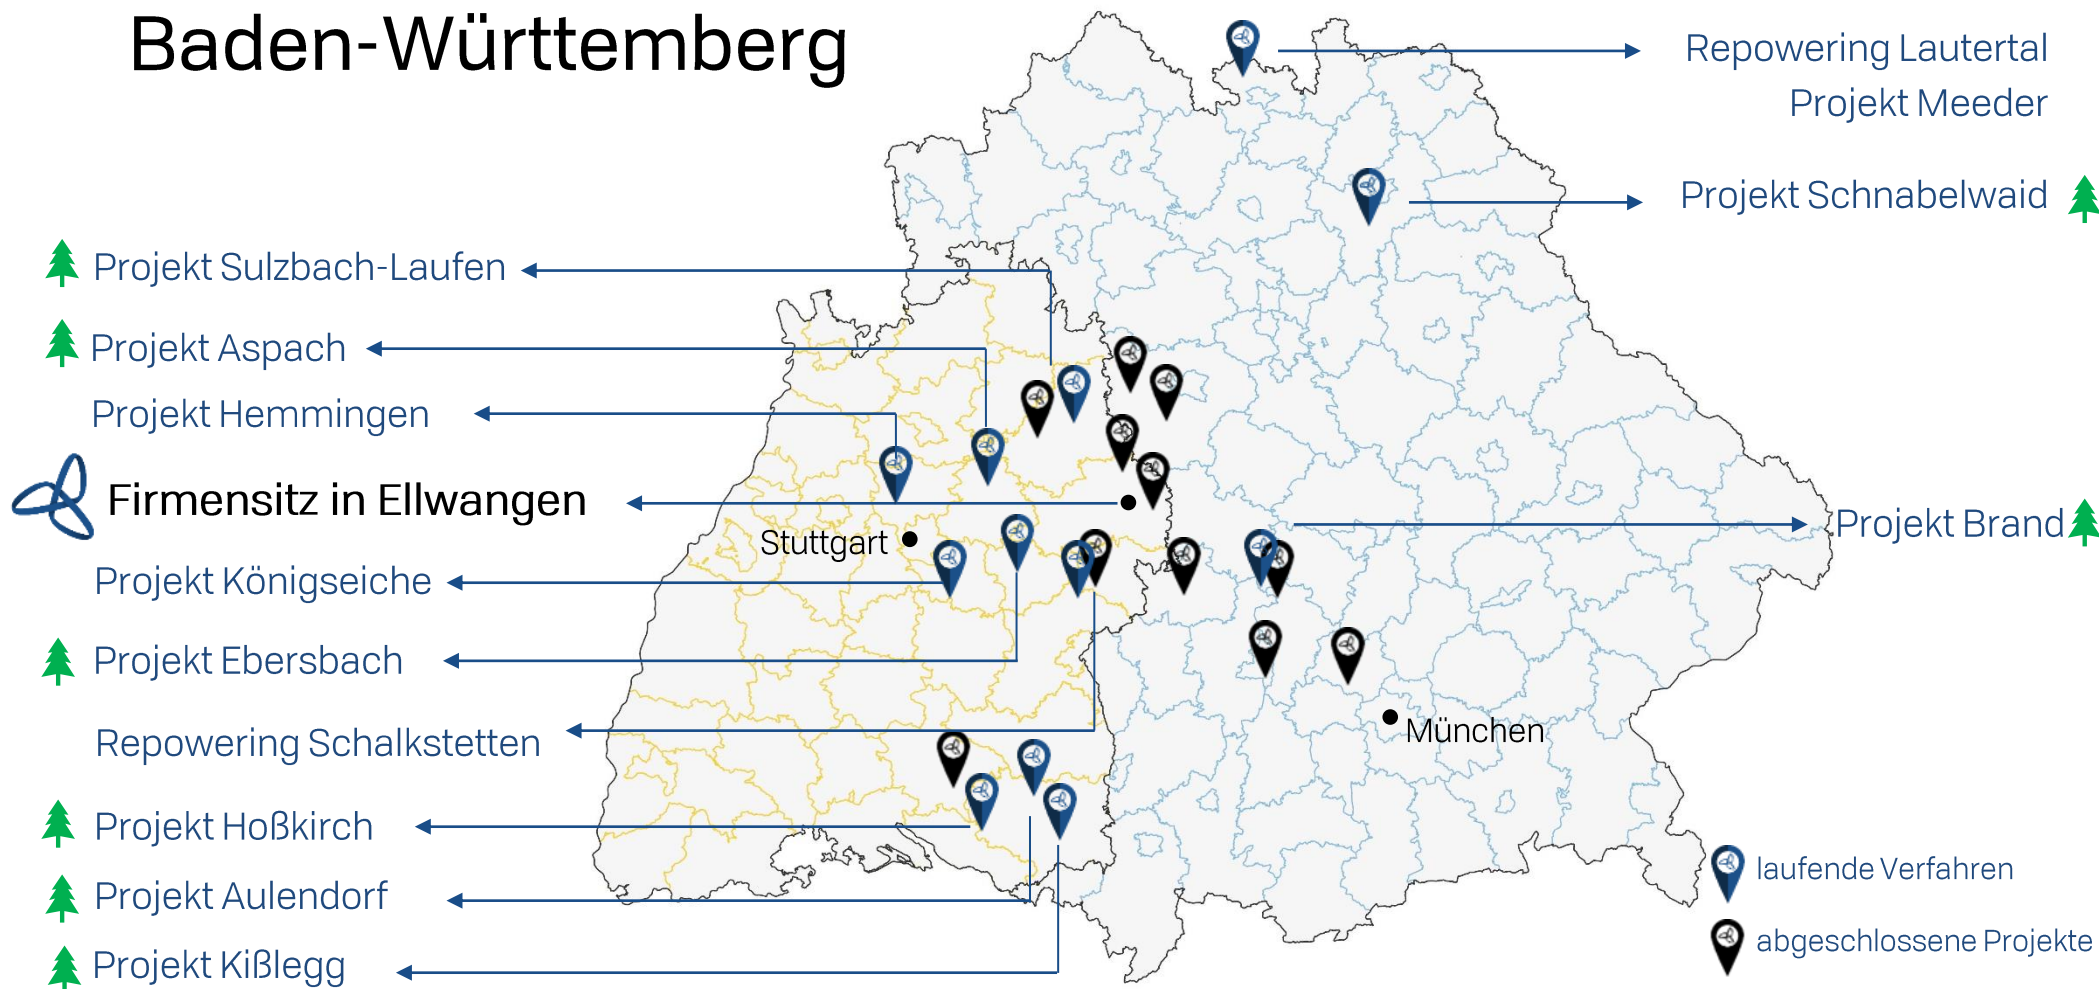 Baden-Württemberg
Repowering Lautertal
Projekt Meeder
Projekt Schnabelwaid
Projekt Sulzbach-Laufen
Projekt Aspach
Projekt Hemmingen
Firmensitz in Ellwangen
Stuttgart
Projekt Brand
Projekt Königseiche
Projekt Ebersbach
Repowering Schalkstetten
München
Projekt Hoßkirch
Projekt Aulendorf
Projekt Kißlegg
laufende Verfahren
abgeschlossene Projekte